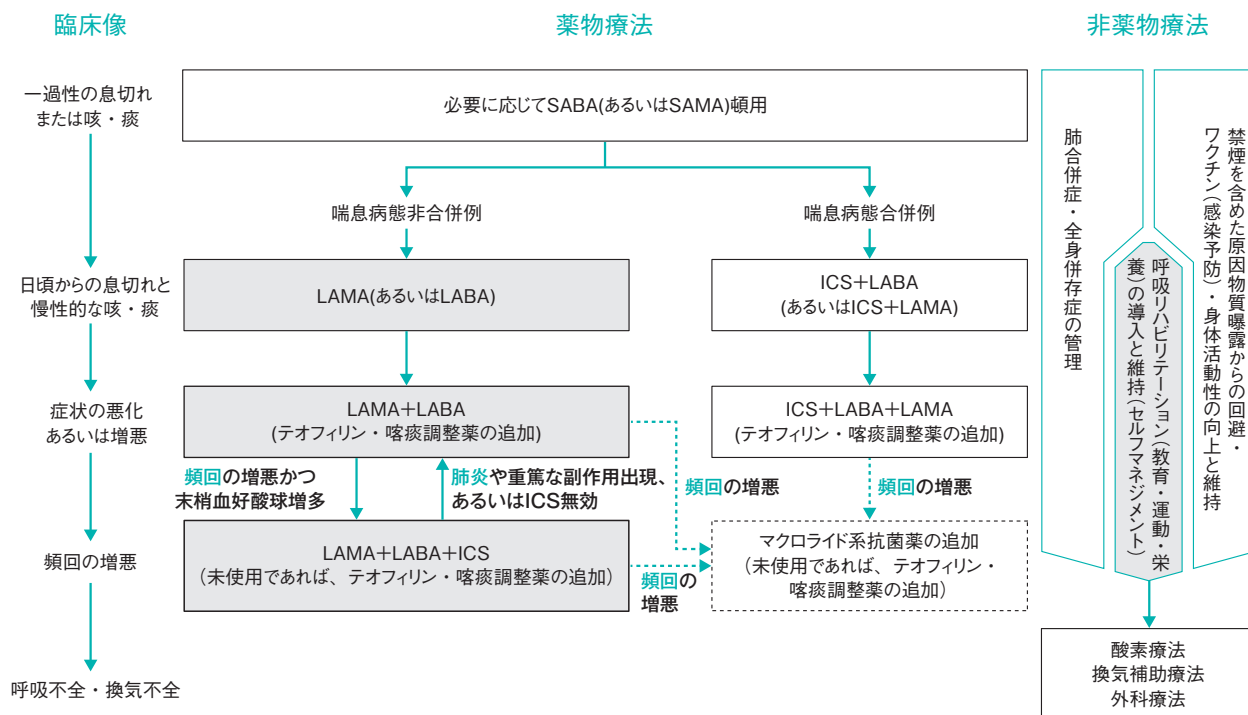 臨床像
薬物療法
非薬物療法
一過性の息切れ
または咳・痰
日頃からの息切れと
慢性的な咳・痰
症状の悪化
あるいは増悪
頻回の増悪
呼吸不全・換気不全
必要に応じてSABA(あるいはSAMA)頓用
喘息病態非合併例
喘息病態合併例
LAMA(あるいはLABA)
ICS+LABA
(あるいはICS+LAMA)
LAMA+LABA
(テオフィリン・喀痰調整薬の追加)
ICS+LABA+LAMA
(テオフィリン・喀痰調整薬の追加)
頻回の増悪かつ
末梢血好酸球増多
肺炎や重篤な副作用出現、
あるいはICS無効
頻回の増悪
頻回の増悪
LAMA+LABA+ICS
（未使用であれば、テオフィリン・喀痰調整薬の追加）
頻回の
増悪
マクロライド系抗菌薬の追加
（未使用であれば、テオフィリン・
喀痰調整薬の追加）
禁煙を含めた原因物質曝露からの回避・
ワクチン(感染予防)・身体活動性の向上と維持
呼吸リハビリテーション(教育・運動・栄
養)の導入と維持(セルフマネジメント)
肺合併症・全身併存症の管理
酸素療法
換気補助療法
外科療法